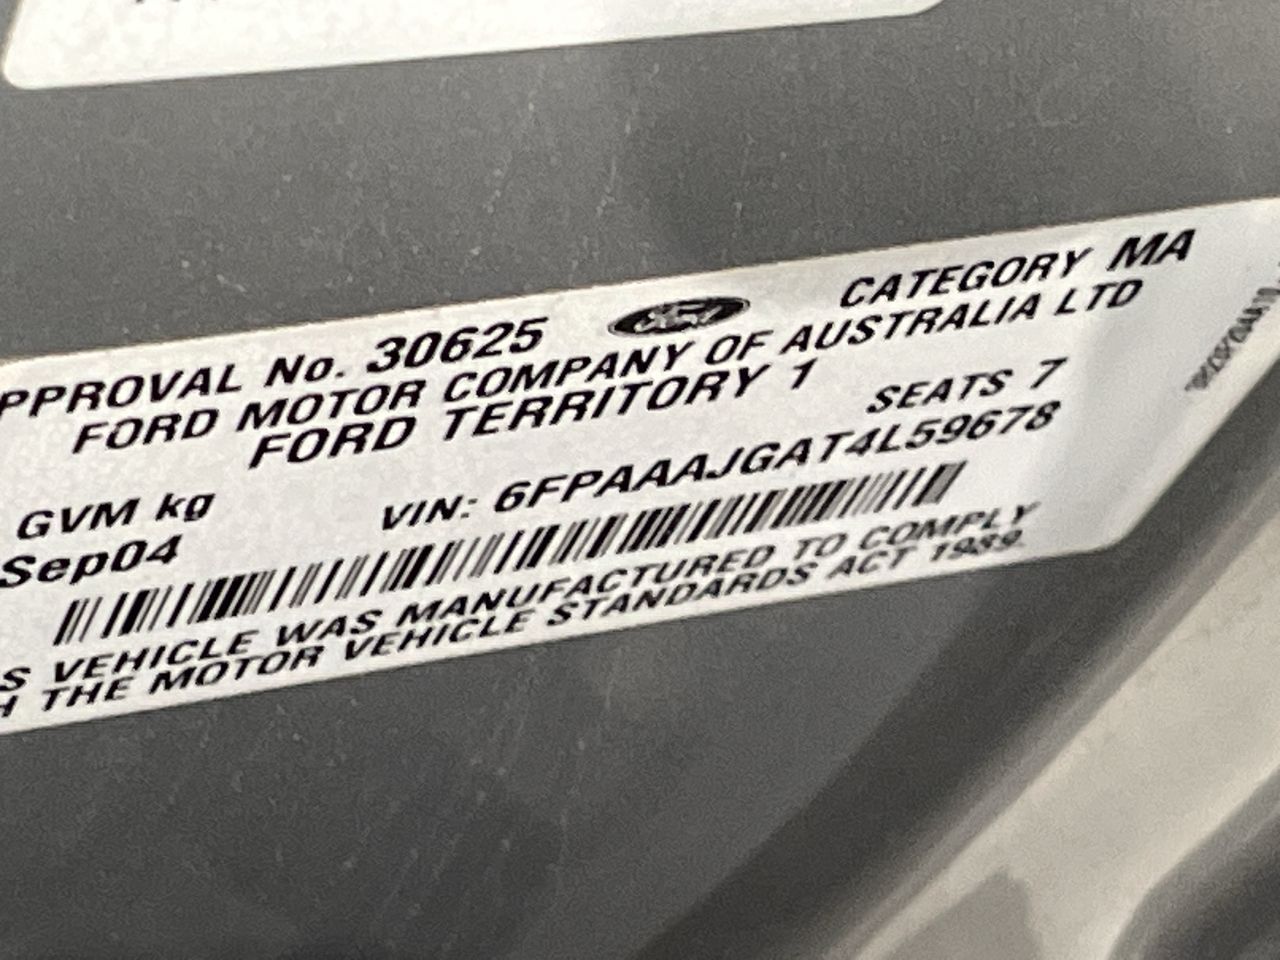 PPROVAL No. 30625 Ford CATEGORY MA
FORD MOTOR COMPANY OF AUSTRALIA LTD
FORD TERRITORY 1
SEATS 7
GVM kg VIN: 6FPAAAJGAT4L59678
Sep04
S VEHICLE WAS MANUFACTURED TO COMPLY
H THE MOTOR VEHICLE STANDARDS ACT 1989.